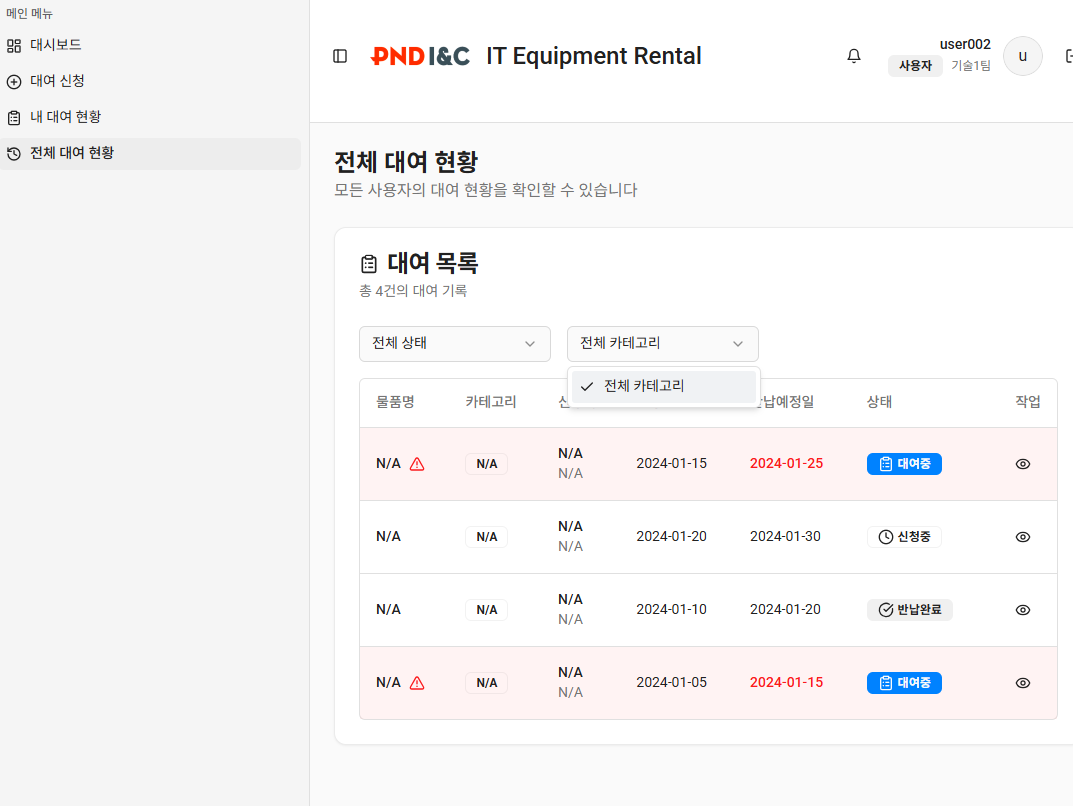 메인 메뉴
대시보드
대여 신청
내 대여 현황
전체 대여 현황
PND I&C IT Equipment Rental
user002
사용자 기술1팀
u
전체 대여 현황
모든 사용자의 대여 현황을 확인할 수 있습니다
대여 목록
총 4건의 대여 기록
전체 상태 전체 카테고리
전체 카테고리
물품명 카테고리 납예정일 상태 작업
N/A N/A N/A 2024-01-15 2024-01-25 대여중
N/A
N/A N/A N/A 2024-01-20 2024-01-30 신청중
N/A
N/A N/A N/A 2024-01-10 2024-01-20 반납완료
N/A
N/A N/A N/A 2024-01-05 2024-01-15 대여중
N/A